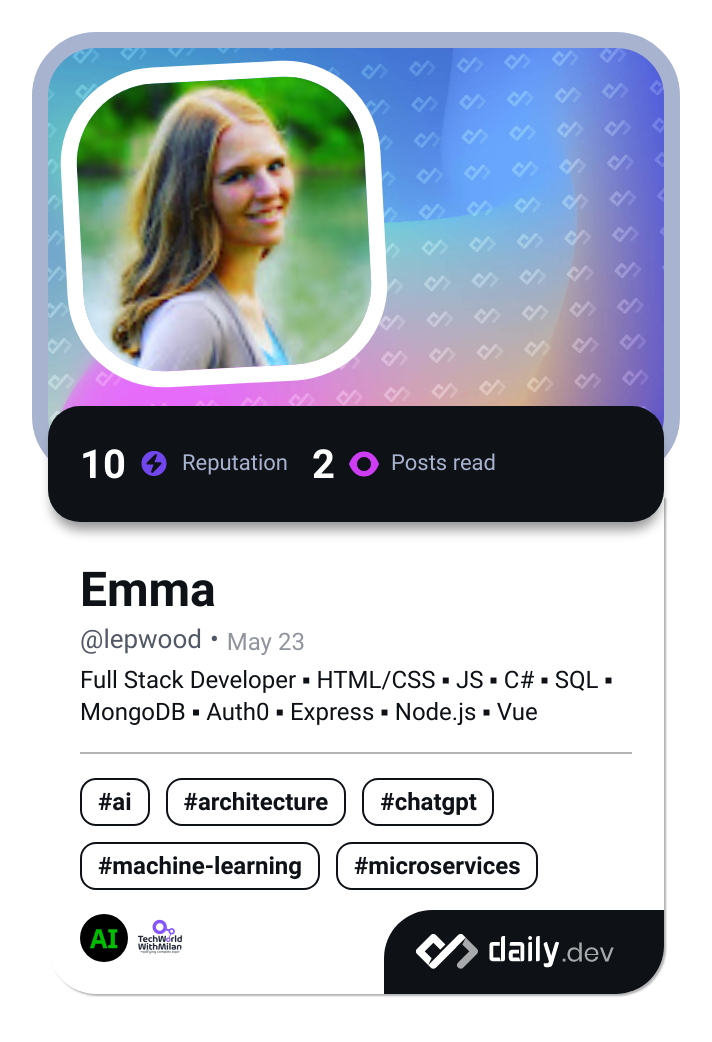 10 Reputation 2 Posts read
Emma
@lepwood • May 23
Full Stack Developer ▪ HTML/CSS ▪ JS ▪ C# ▪ SQL ▪
MongoDB ▪ Auth0 ▪ Express ▪ Node.js ▪ Vue
#ai #architecture #chatgpt
#machine-learning #microservices
AI
TechWorld
WithMilan
daily.dev